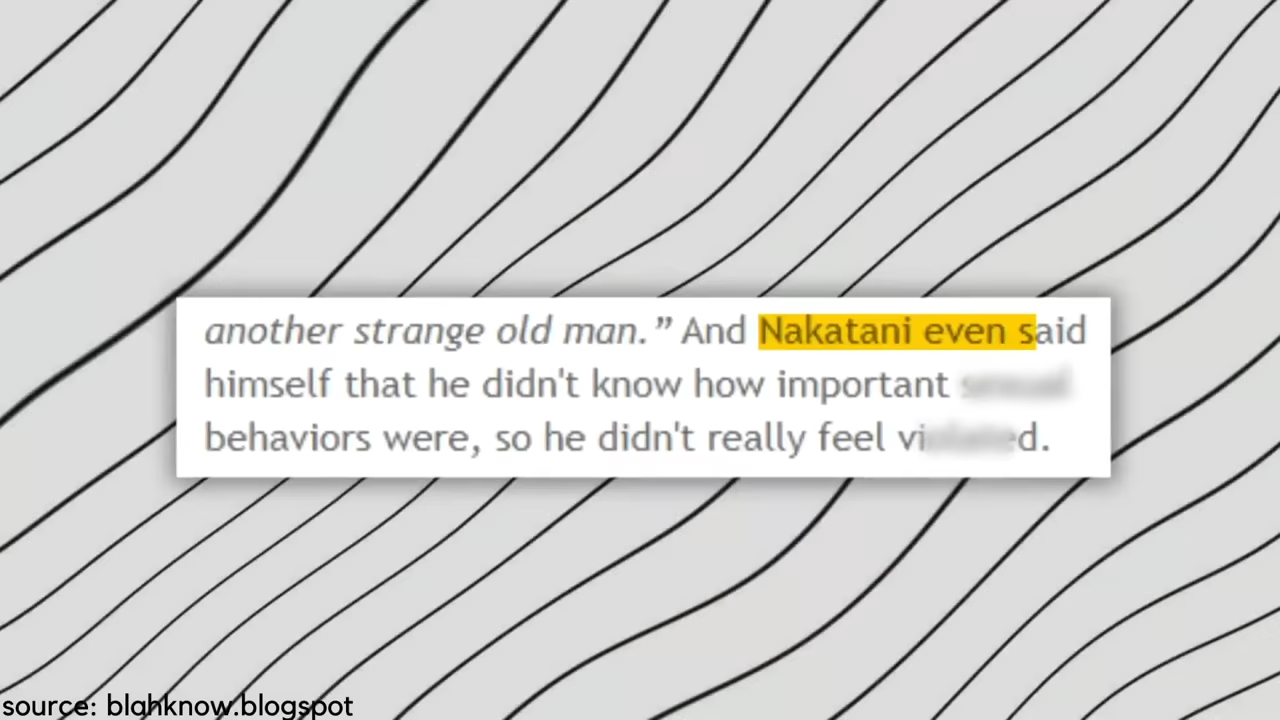 another strange old man.” And Nakatani even said
himself that he didn't know how important
behaviors were, so he didn't really feel
source: blahknow.blogspot